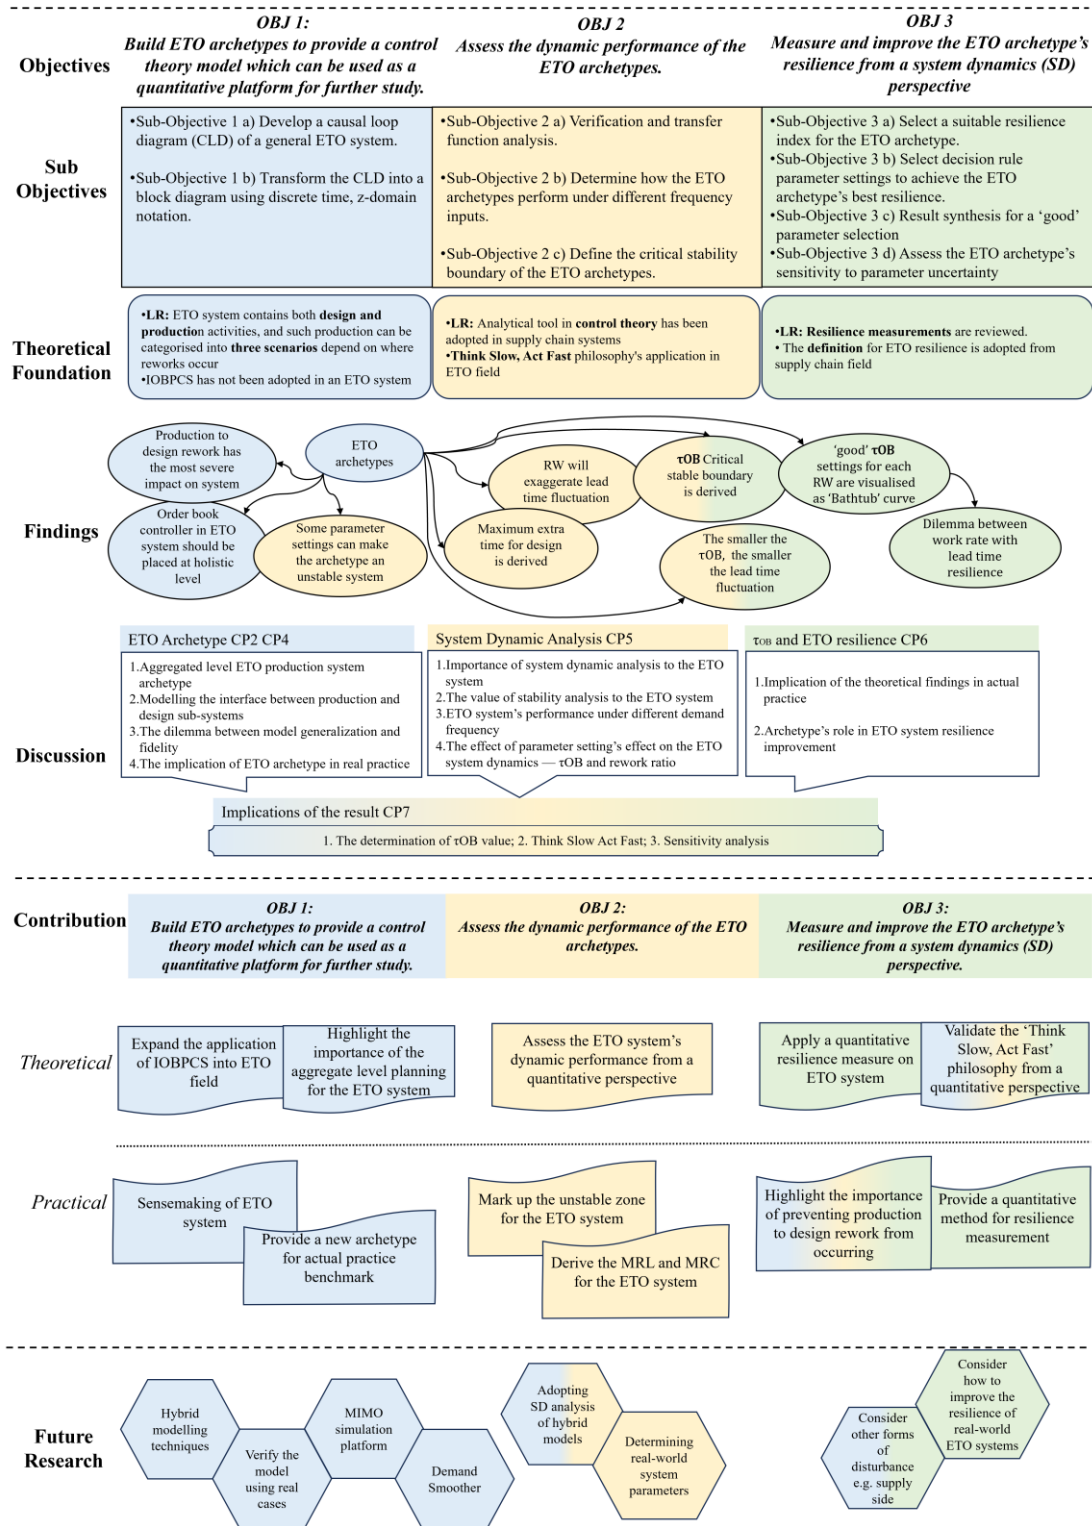 OBJ 1:
Build ETO archetypes to provide a control
theory model which can be used as a
quantitative platform for further study.
OBJ 2
Assess the dynamic performance of the
ETO archetypes.
OBJ 3
Measure and improve the ETO archetype's
resilience from a system dynamics (SD)
perspective
Objectives
Sub
Objectives
•Sub-Objective 1 a) Develop a causal loop
diagram (CLD) of a general ETO system.
•Sub-Objective 1 b) Transform the CLD into a
block diagram using discrete time, z-domain
notation.
•Sub-Objective 2 a) Verification and transfer
function analysis.
•Sub-Objective 2 b) Determine how the ETO
archetypes perform under different frequency
inputs.
•Sub-Objective 2 c) Define the critical stability
boundary of the ETO archetypes.
•Sub-Objective 3 a) Select a suitable resilience
index for the ETO archetype.
•Sub-Objective 3 b) Select decision rule
parameter settings to achieve the ETO
archetype's best resilience.
•Sub-Objective 3 c) Result synthesis for a 'good'
parameter selection
•Sub-Objective 3 d) Assess the ETO archetype's
sensitivity to parameter uncertainty
Theoretical
Foundation
•LR: ETO system contains both design and
production activities, and such production can be
categorised into three scenarios depend on where
reworks occur
•IOBPCS has not been adopted in an ETO system
•LR: Analytical tool in control theory has been
adopted in supply chain systems
•Think Slow, Act Fast philosophy's application in
ETO field
•LR: Resilience measurements are reviewed.
• The definition for ETO resilience is adopted from
supply chain field
Findings
Production to
design rework has
the most severe
impact on system
ETO
archetypes
Order book
controller in ETO
system should be
placed at holistic
level
Some parameter
settings can make
the archetype an
unstable system
RW will
exaggerate lead
time fluctuation
Maximum extra
time for design
is derived
τOB Critical
stable boundary
is derived
The smaller the
τOB, the smaller
the lead time
fluctuation
'good' τOB
settings for each
RW are visualised
as 'Bathtub' curve
Dilemma between
work rate with
lead time
resilience
Discussion
ETO Archetype CP2 CP4
1.Aggregated level ETO production system
archetype
2.Modelling the interface between production and
design sub-systems
3.The dilemma between model generalization and
fidelity
4.The implication of ETO archetype in real practice
System Dynamic Analysis CP5
1.Importance of system dynamic analysis to the ETO
system
2.The value of stability analysis to the ETO system
3.ETO system's performance under different demand
frequency
4.The effect of parameter setting's effect on the ETO
system dynamics — τOB and rework ratio
τOB and ETO resilience CP6
1.Implication of the theoretical findings in actual
practice
2.Archetype's role in ETO system resilience
improvement
Implications of the result CP7
1. The determination of τOB value; 2. Think Slow Act Fast; 3. Sensitivity analysis
Contribution
OBJ 1:
Build ETO archetypes to provide a control
theory model which can be used as a
quantitative platform for further study.
OBJ 2:
Assess the dynamic performance of the ETO
archetypes.
OBJ 3:
Measure and improve the ETO archetype's
resilience from a system dynamics (SD)
perspective.
Theoretical
Expand the application
of IOBPCS into ETO
field
Highlight the
importance of the
aggregate level planning
for the ETO system
Assess the ETO system's
dynamic performance from a
quantitative perspective
Apply a quantitative
resilience measure on
ETO system
Validate the 'Think
Slow, Act Fast'
philosophy from a
quantitative perspective
Practical
Sensemaking of ETO
system
Provide a new archetype
for actual practice
benchmark
Mark up the unstable zone
for the ETO system
Derive the MRL and MRC
for the ETO system
Highlight the importance
of preventing production
to design rework from
occurring
Provide a quantitative
method for resilience
measurement
Future
Research
Hybrid
modelling
techniques
Verify the
model
using real
cases
MIMO
simulation
platform
Demand
Smoother
Adopting
SD analysis
of hybrid
models
Determining
real-world
system
parameters
Consider
other forms
of
disturbance
e.g. supply
side
Consider
how to
improve the
resilience of
real-world
ETO systems